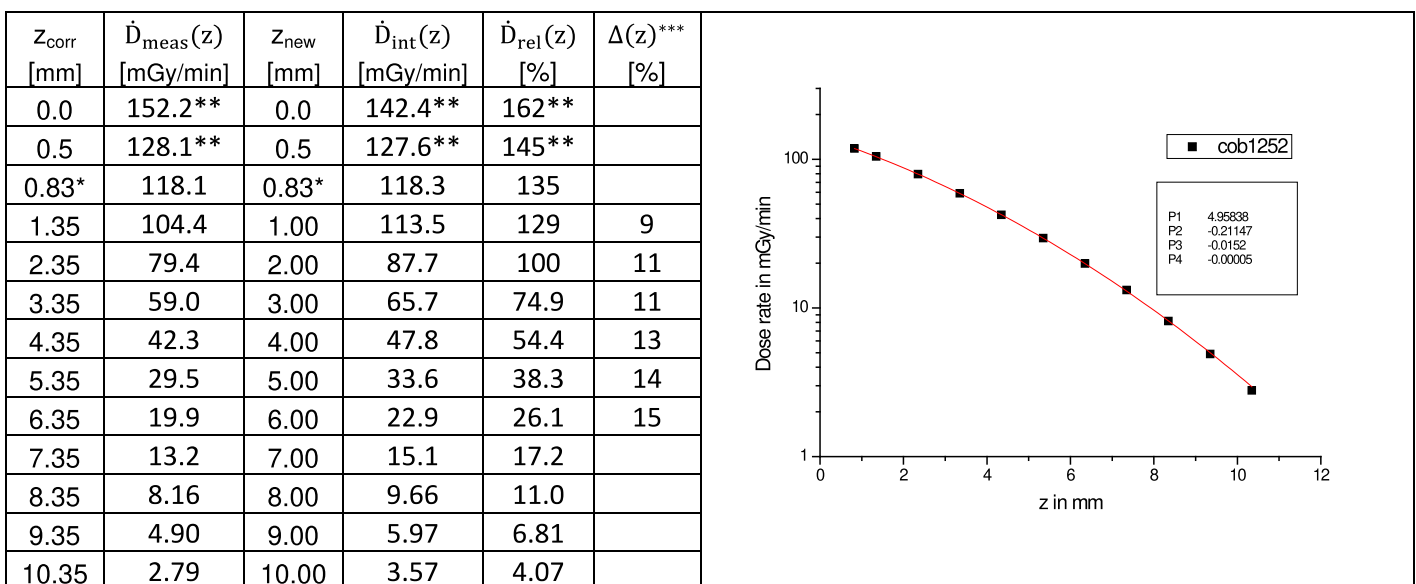 zcorr Ḋmeas(z) znew Ḋint(z) Ḋrel(z) Δ(z)***
[mm] [mGy/min] [mm] [mGy/min] [%] [%]
0.0 152.2** 0.0 142.4** 162**
0.5 128.1** 0.5 127.6** 145**
0.83* 118.1 0.83* 118.3 135
1.35 104.4 1.00 113.5 129 9
2.35 79.4 2.00 87.7 100 11
3.35 59.0 3.00 65.7 74.9 11
4.35 42.3 4.00 47.8 54.4 13
5.35 29.5 5.00 33.6 38.3 14
6.35 19.9 6.00 22.9 26.1 15
7.35 13.2 7.00 15.1 17.2
8.35 8.16 8.00 9.66 11.0
9.35 4.90 9.00 5.97 6.81
10.35 2.79 10.00 3.57 4.07
cob1252
P1 4.95838
P2 -0.21147
P3 -0.0152
P4 -0.00005
Dose rate in mGy/min
100
10
1
0 2 4 6 8 10 12
z in mm